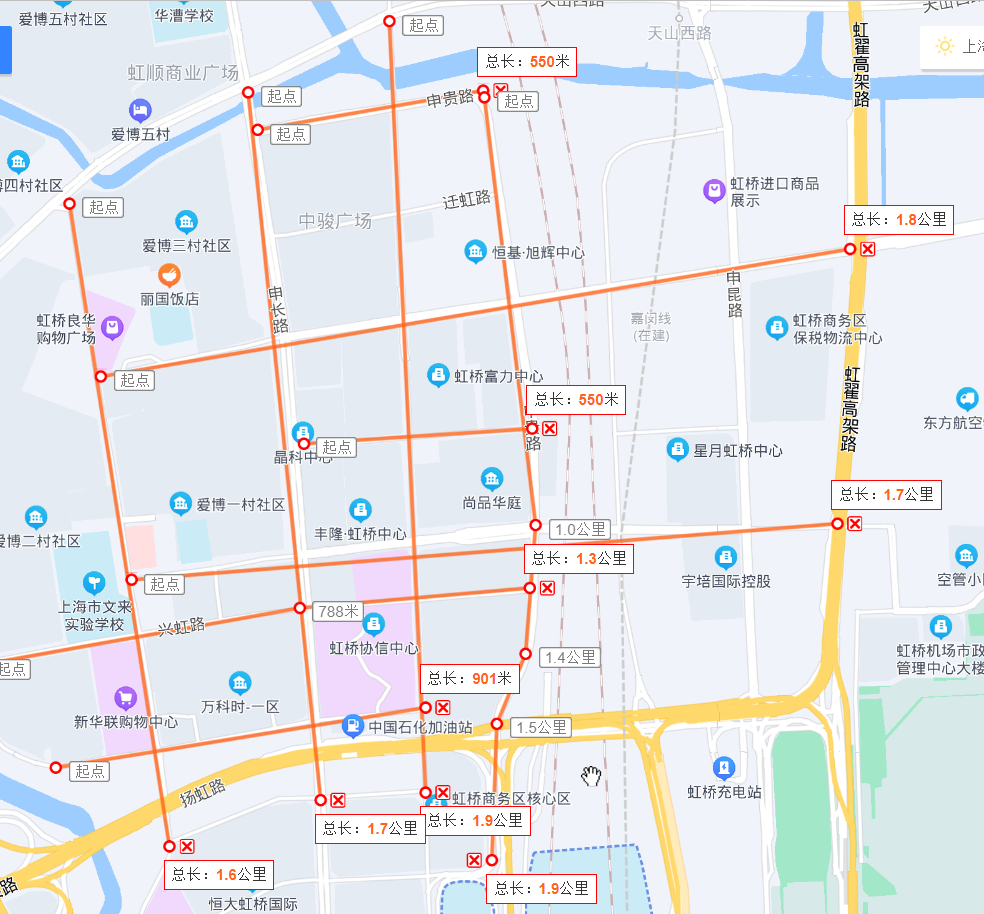 爱博五村社区
华漕学校
起点
天山西路
天山西路
天山西路
虹翟高架路
总长：550米
虹顺商业广场
起点
申贵路
起点
爱博五村
起点
博四村社区
起点
虹桥进口商品
展示
迁虹路
中骏广场
总长：1.8公里
爱博三村社区
恒基·旭辉中心
丽国饭店
申长路
申昆路
虹桥良华
购物广场
嘉闵线
(在建)
虹桥商务区
保税物流中心
起点
虹桥富力中心
虹翟高架路
总长：550米
东方航空
起点
晶科中心
星月虹桥中心
尚品华庭
总长：1.7公里
爱博一村社区
1.0公里
丰隆·虹桥中心
爱博二村社区
总长：1.3公里
起点
宇培国际控股
空管小
上海市文来
实验学校
788米
兴虹路
虹桥协信中心
1.4公里
虹桥机场市政
管理中心大楼
起点
总长：901米
万科时·一区
新华联购物中心
中国石化加油站
1.5公里
起点
扬虹路
虹桥充电站
虹桥商务区核心区
总长：1.7公里
总长：1.9公里
总长：1.6公里
总长：1.9公里
恒大虹桥国际
路